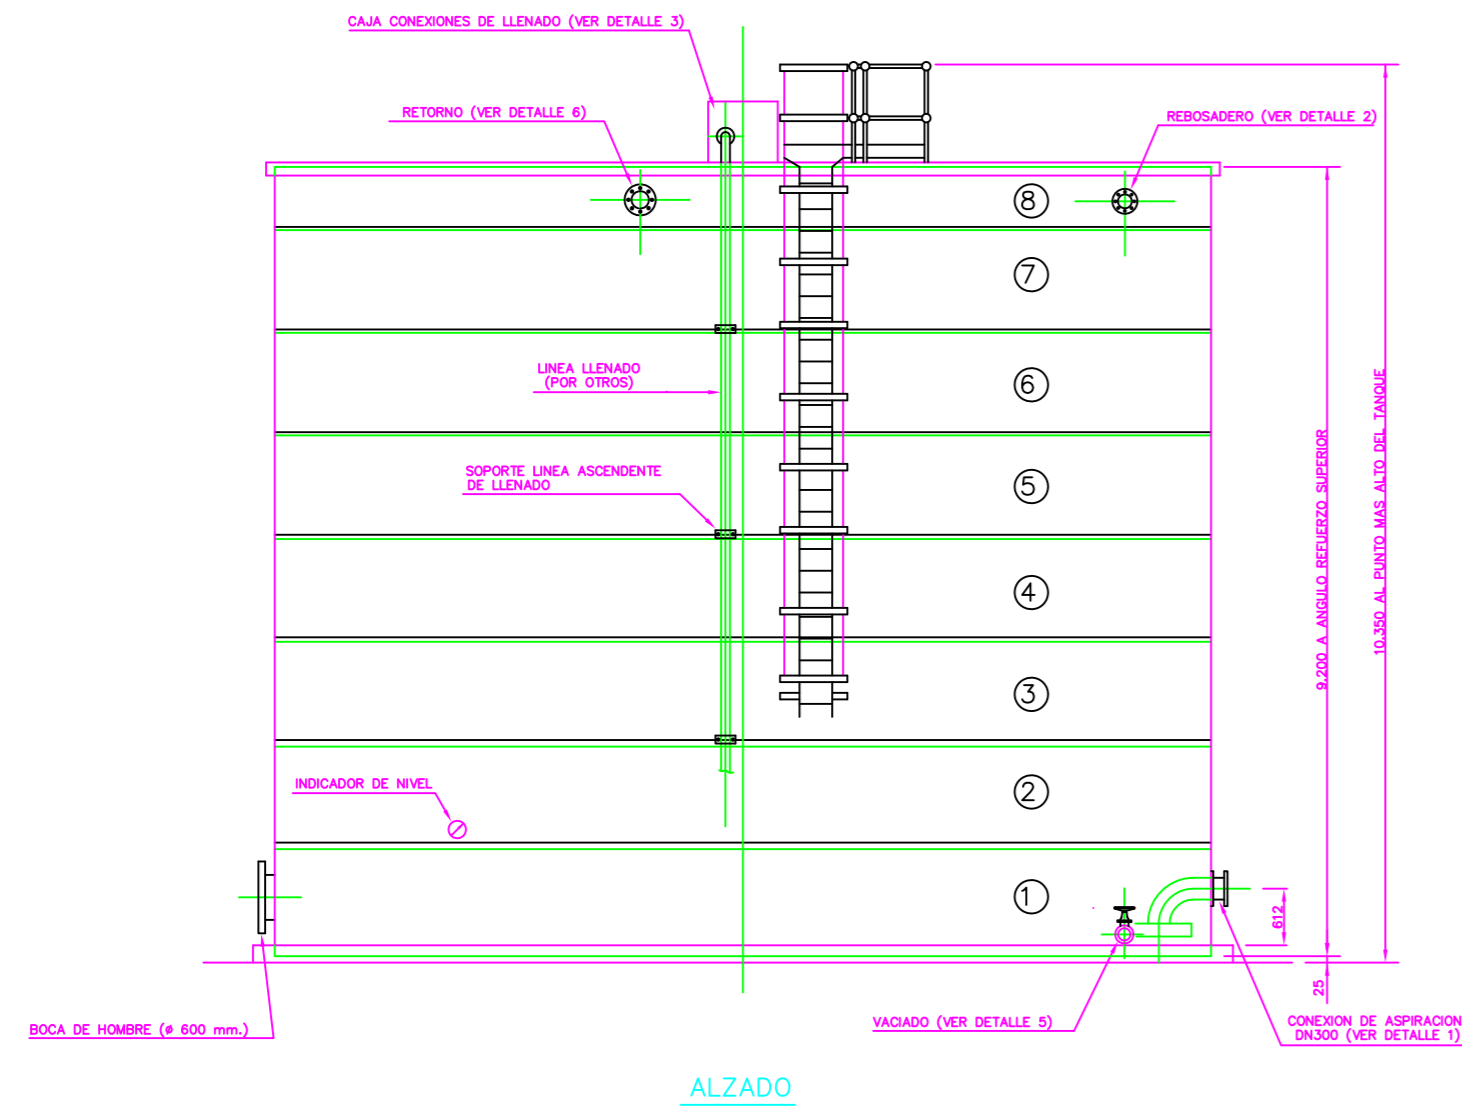 CAJA CONEXIONES DE LLENADO (VER DETALLE 3)
RETORNO (VER DETALLE 6)
REBOSADERO (VER DETALLE 2)
8
7
LINEA LLENADO
(POR OTROS)
6
SOPORTE LINEA ASCENDENTE
DE LLENADO
5
4
3
9.200 A ANGULO REFUERZO SUPERIOR
10.350 AL PUNTO MAS ALTO DEL TANQUE
INDICADOR DE NIVEL
2
1
612
25
BOCA DE HOMBRE (ø 600 mm.)
VACIADO (VER DETALLE 5)
CONEXION DE ASPIRACION
DN300 (VER DETALLE 1)
ALZADO